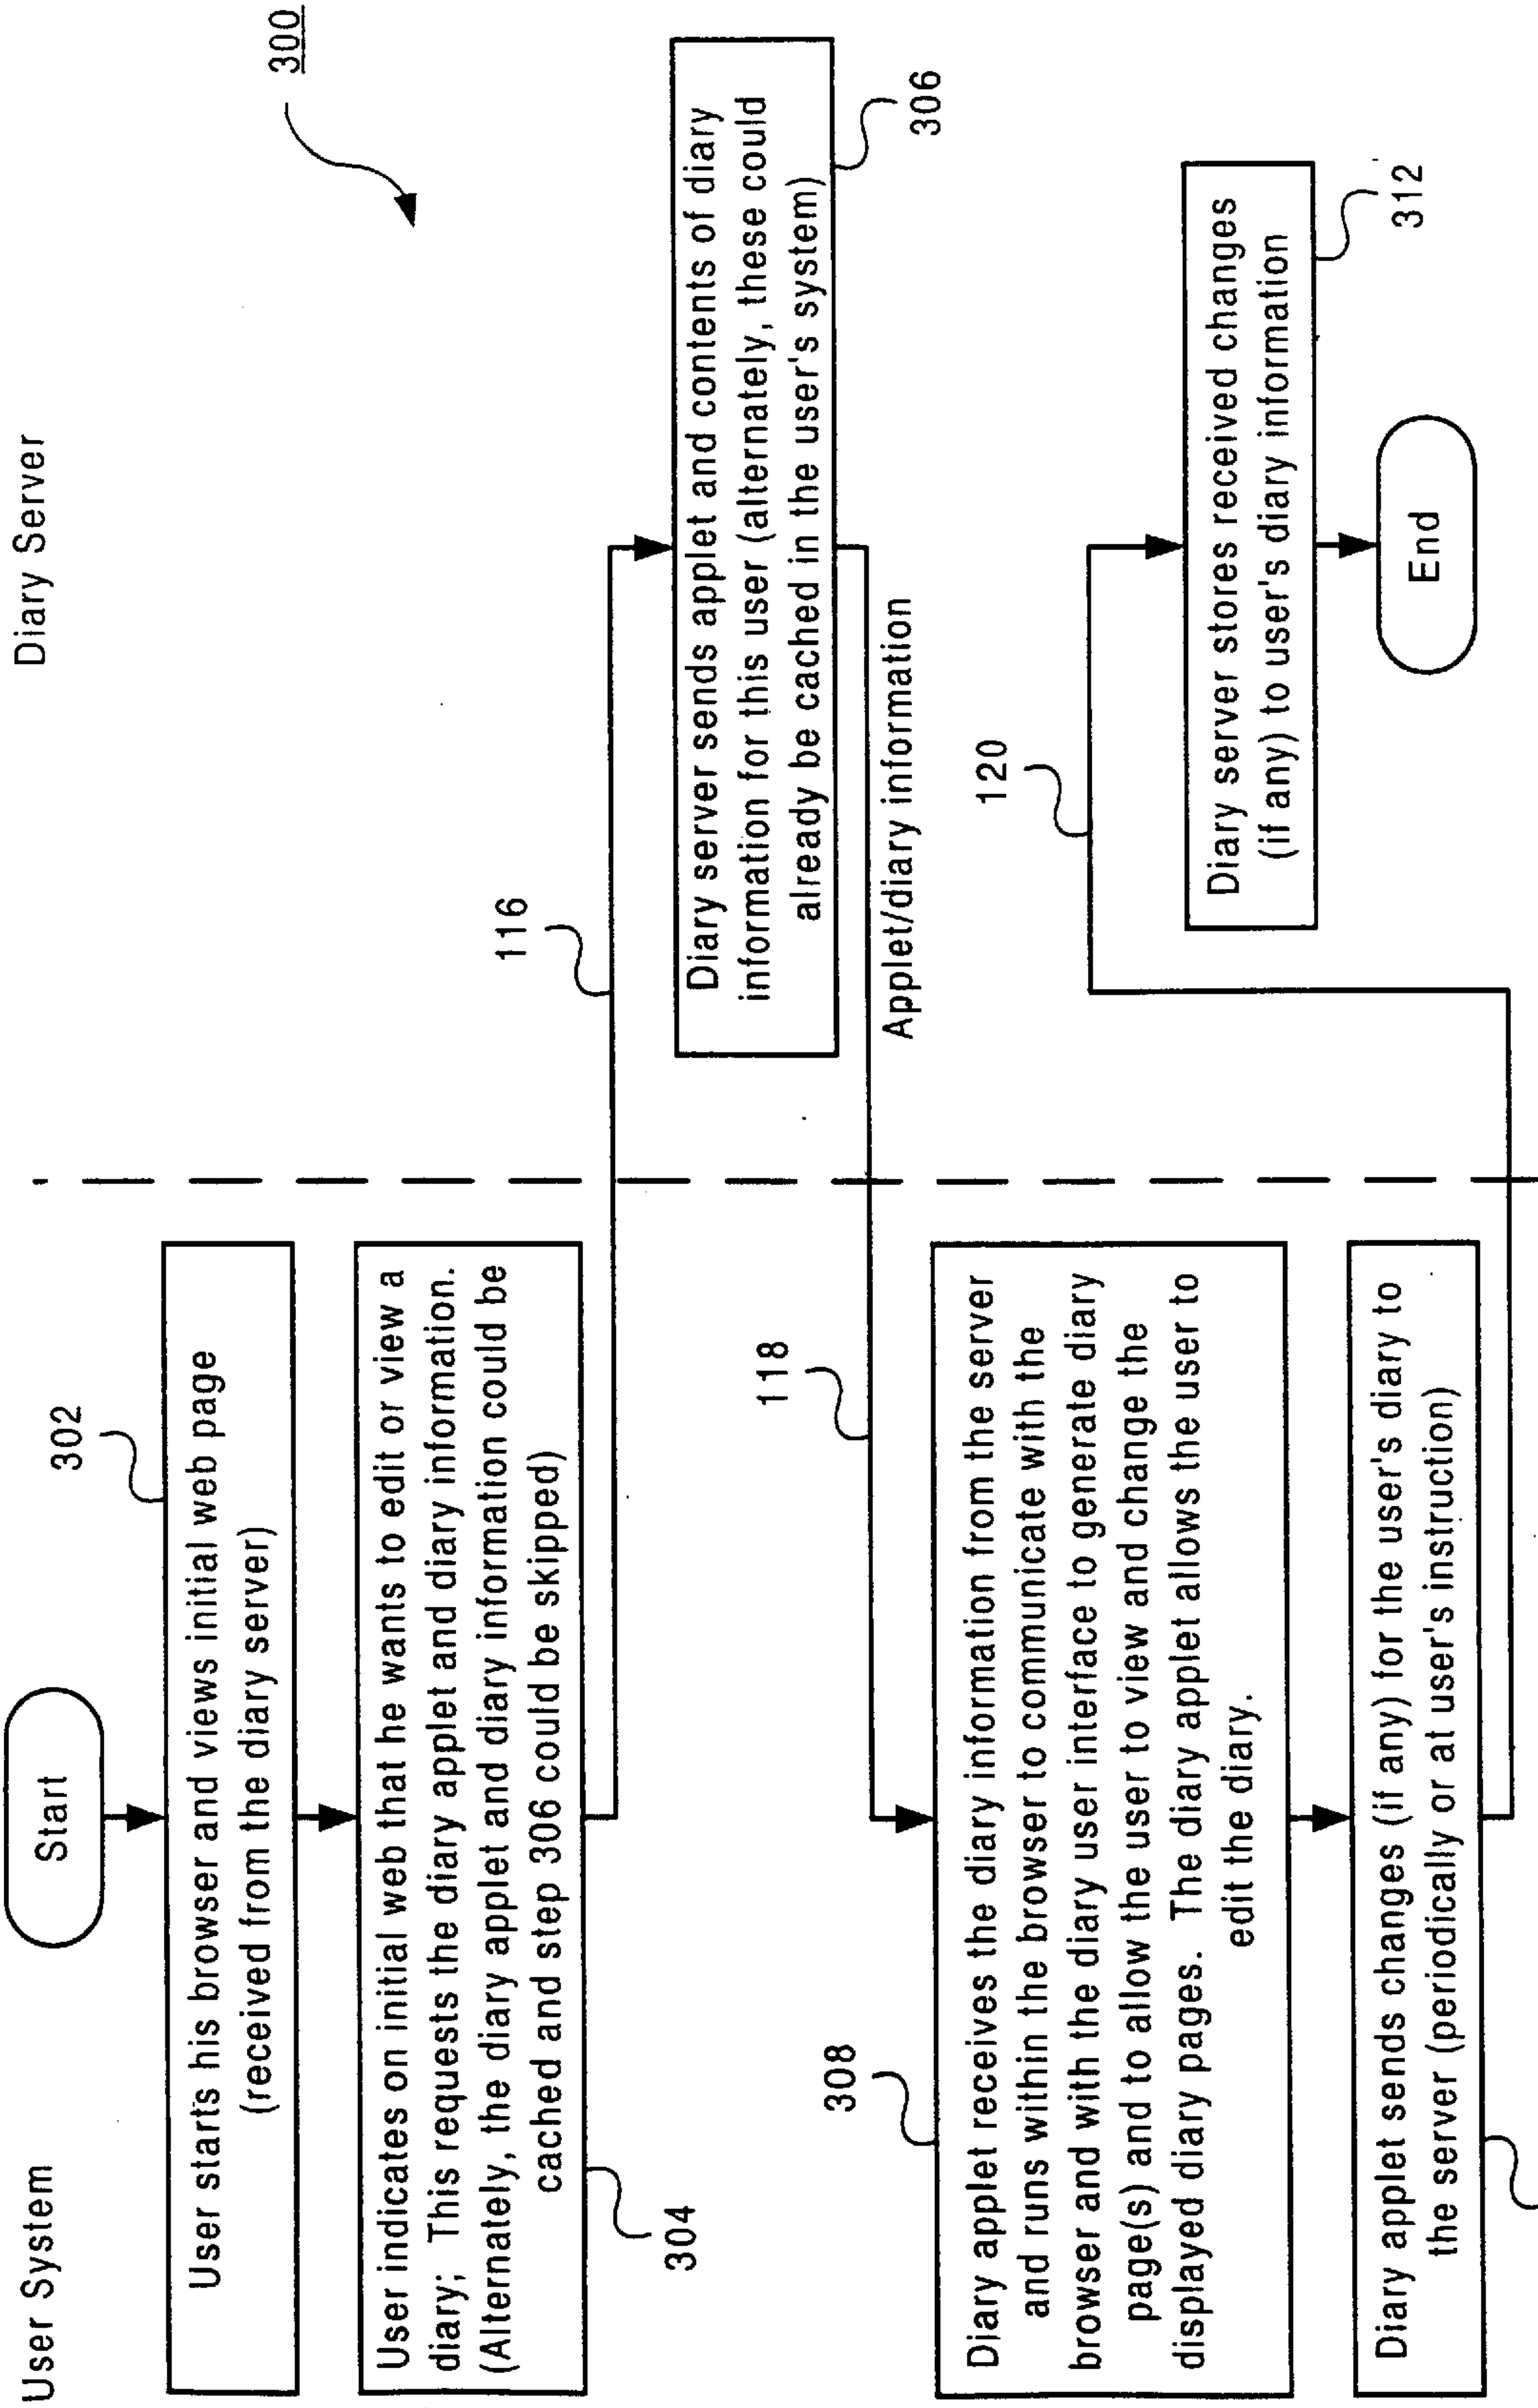 User System
Diary Server
300
Start
302
User starts his browser and views initial web page
(received from the diary server)
User indicates on initial web that he wants to edit or view a
diary; This requests the diary applet and diary information.
(Alternately, the diary applet and diary information could be
cached and step 306 could be skipped)
304
116
Diary server sends applet and contents of diary
information for this user (alternately, these could
already be cached in the user's system)
306
Applet/diary information
118
308
Diary applet receives the diary information from the server
and runs within the browser to communicate with the
browser and with the diary user interface to generate diary
page(s) and to allow the user to view and change the
displayed diary pages. The diary applet allows the user to
edit the diary.
Diary applet sends changes (if any) for the user's diary to
the server (periodically or at user's instruction)
120
Diary server stores received changes
(if any) to user's diary information
312
End